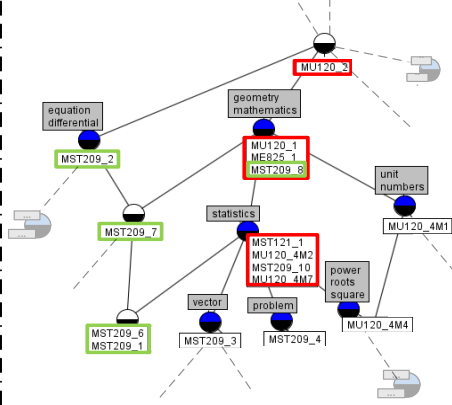 MU120_2
geometry
mathematics
equation
differential
MU120_1
ME825_1
MST209_8
MST209_2
unit
numbers
statistics
MST209_7
MU120_4M1
MST121_1
MU120_4M2
MST209_10
MU120_4M7
power
roots
square
vector
problem
MST209_6
MST209_1
MST209_3
MST209_4
MU120_4M4
...
...
...
...
...
...